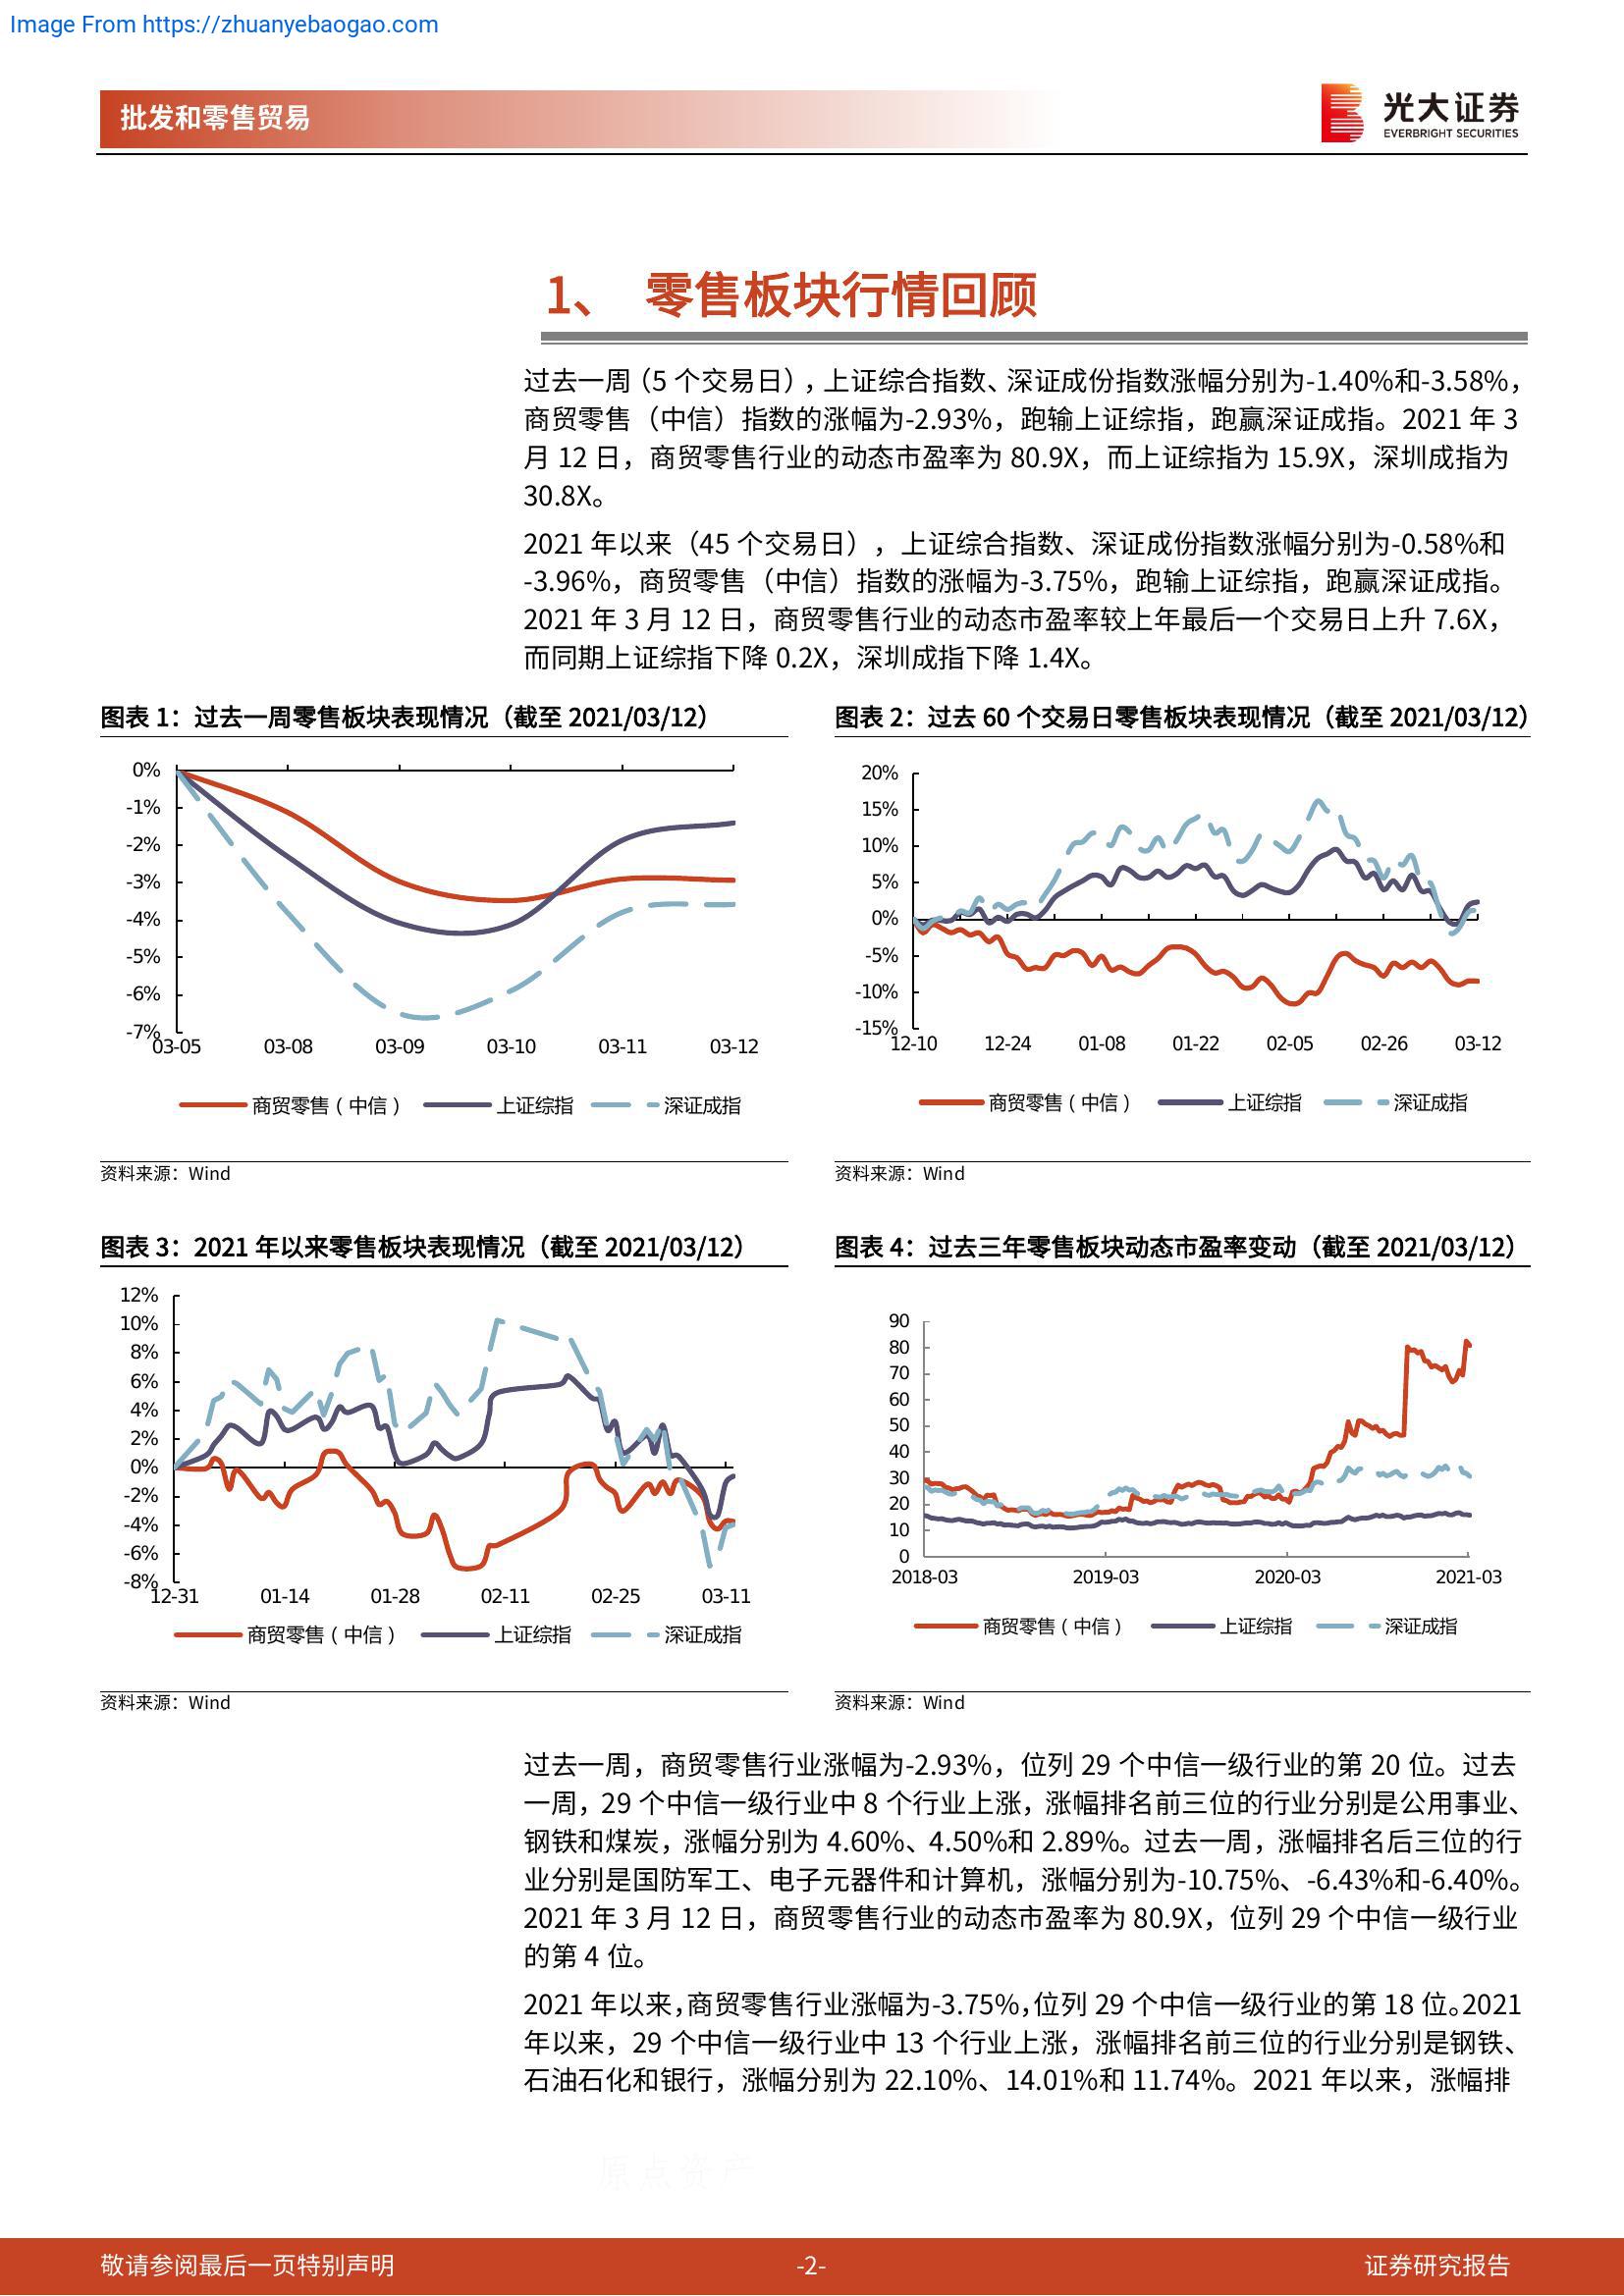 Image From https://zhuanyebaogao.com
批发和零售贸易
光大证券
EVERBRIGHT SECURITIES
1、 零售板块行情回顾
过去一周（5 个交易日），上证综合指数、深证成份指数涨幅分别为-1.40%和-3.58%，
商贸零售（中信）指数的涨幅为-2.93%，跑输上证综指，跑赢深证成指。2021 年 3
月 12 日，商贸零售行业的动态市盈率为 80.9X，而上证综指为 15.9X，深圳成指为
30.8X。
2021 年以来（45 个交易日），上证综合指数、深证成份指数涨幅分别为-0.58%和
-3.96%，商贸零售（中信）指数的涨幅为-3.75%，跑输上证综指，跑赢深证成指。
2021 年 3 月 12 日，商贸零售行业的动态市盈率较上年最后一个交易日上升 7.6X，
而同期上证综指下降 0.2X，深圳成指下降 1.4X。
图表 1：过去一周零售板块表现情况（截至 2021/03/12）
0%
-1%
-2%
-3%
-4%
-5%
-6%
-7%
03-05 03-08 03-09 03-10 03-11 03-12
商贸零售（中信） 上证综指 深证成指
资料来源：Wind
图表 2：过去 60 个交易日零售板块表现情况（截至 2021/03/12）
20%
15%
10%
5%
0%
-5%
-10%
-15%
12-10 12-24 01-08 01-22 02-05 02-26 03-12
商贸零售（中信） 上证综指 深证成指
资料来源：Wind
图表 3：2021 年以来零售板块表现情况（截至 2021/03/12）
12%
10%
8%
6%
4%
2%
0%
-2%
-4%
-6%
-8%
12-31 01-14 01-28 02-11 02-25 03-11
商贸零售（中信） 上证综指 深证成指
资料来源：Wind
图表 4：过去三年零售板块动态市盈率变动（截至 2021/03/12）
90
80
70
60
50
40
30
20
10
0
2018-03 2019-03 2020-03 2021-03
商贸零售（中信） 上证综指 深证成指
资料来源：Wind
过去一周，商贸零售行业涨幅为-2.93%，位列 29 个中信一级行业的第 20 位。过去
一周，29 个中信一级行业中 8 个行业上涨，涨幅排名前三位的行业分别是公用事业、
钢铁和煤炭，涨幅分别为 4.60%、4.50%和 2.89%。过去一周，涨幅排名后三位的行
业分别是国防军工、电子元器件和计算机，涨幅分别为-10.75%、-6.43%和-6.40%。
2021 年 3 月 12 日，商贸零售行业的动态市盈率为 80.9X，位列 29 个中信一级行业
的第 4 位。
2021 年以来，商贸零售行业涨幅为-3.75%，位列 29 个中信一级行业的第 18 位。2021
年以来，29 个中信一级行业中 13 个行业上涨，涨幅排名前三位的行业分别是钢铁、
石油石化和银行，涨幅分别为 22.10%、14.01%和 11.74%。2021 年以来，涨幅排
原点资产
敬请参阅最后一页特别声明 -2- 证券研究报告